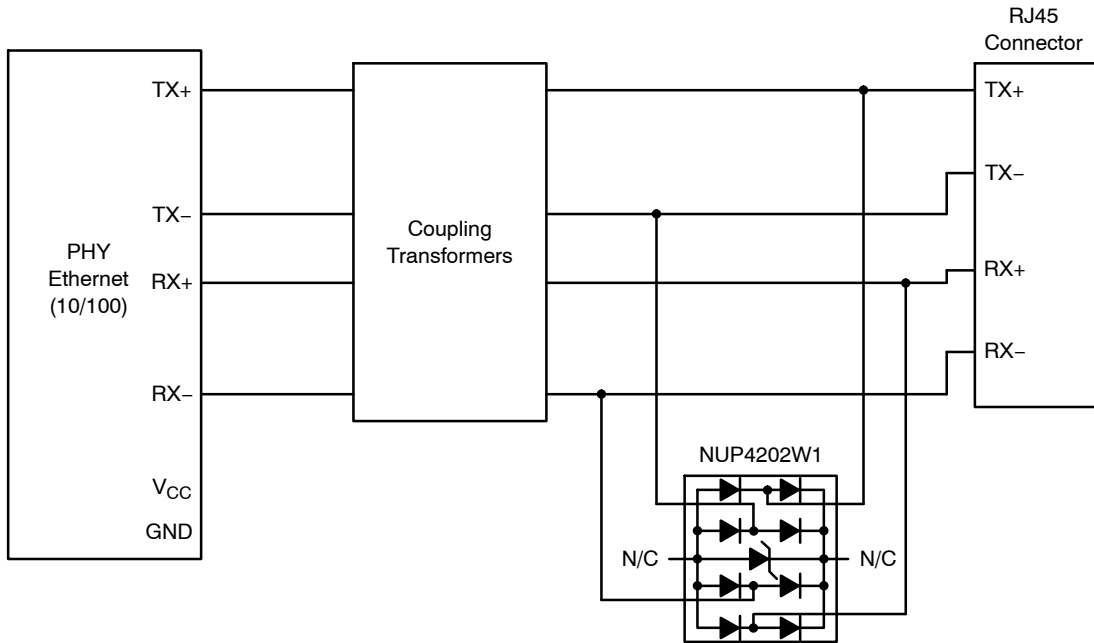 RJ45
Connector
TX+
TX+
TX−
TX−
Coupling
Transformers
PHY
Ethernet
(10/100)
RX+
RX+
RX−
RX−
NUP4202W1
VCC
GND
N/C
N/C